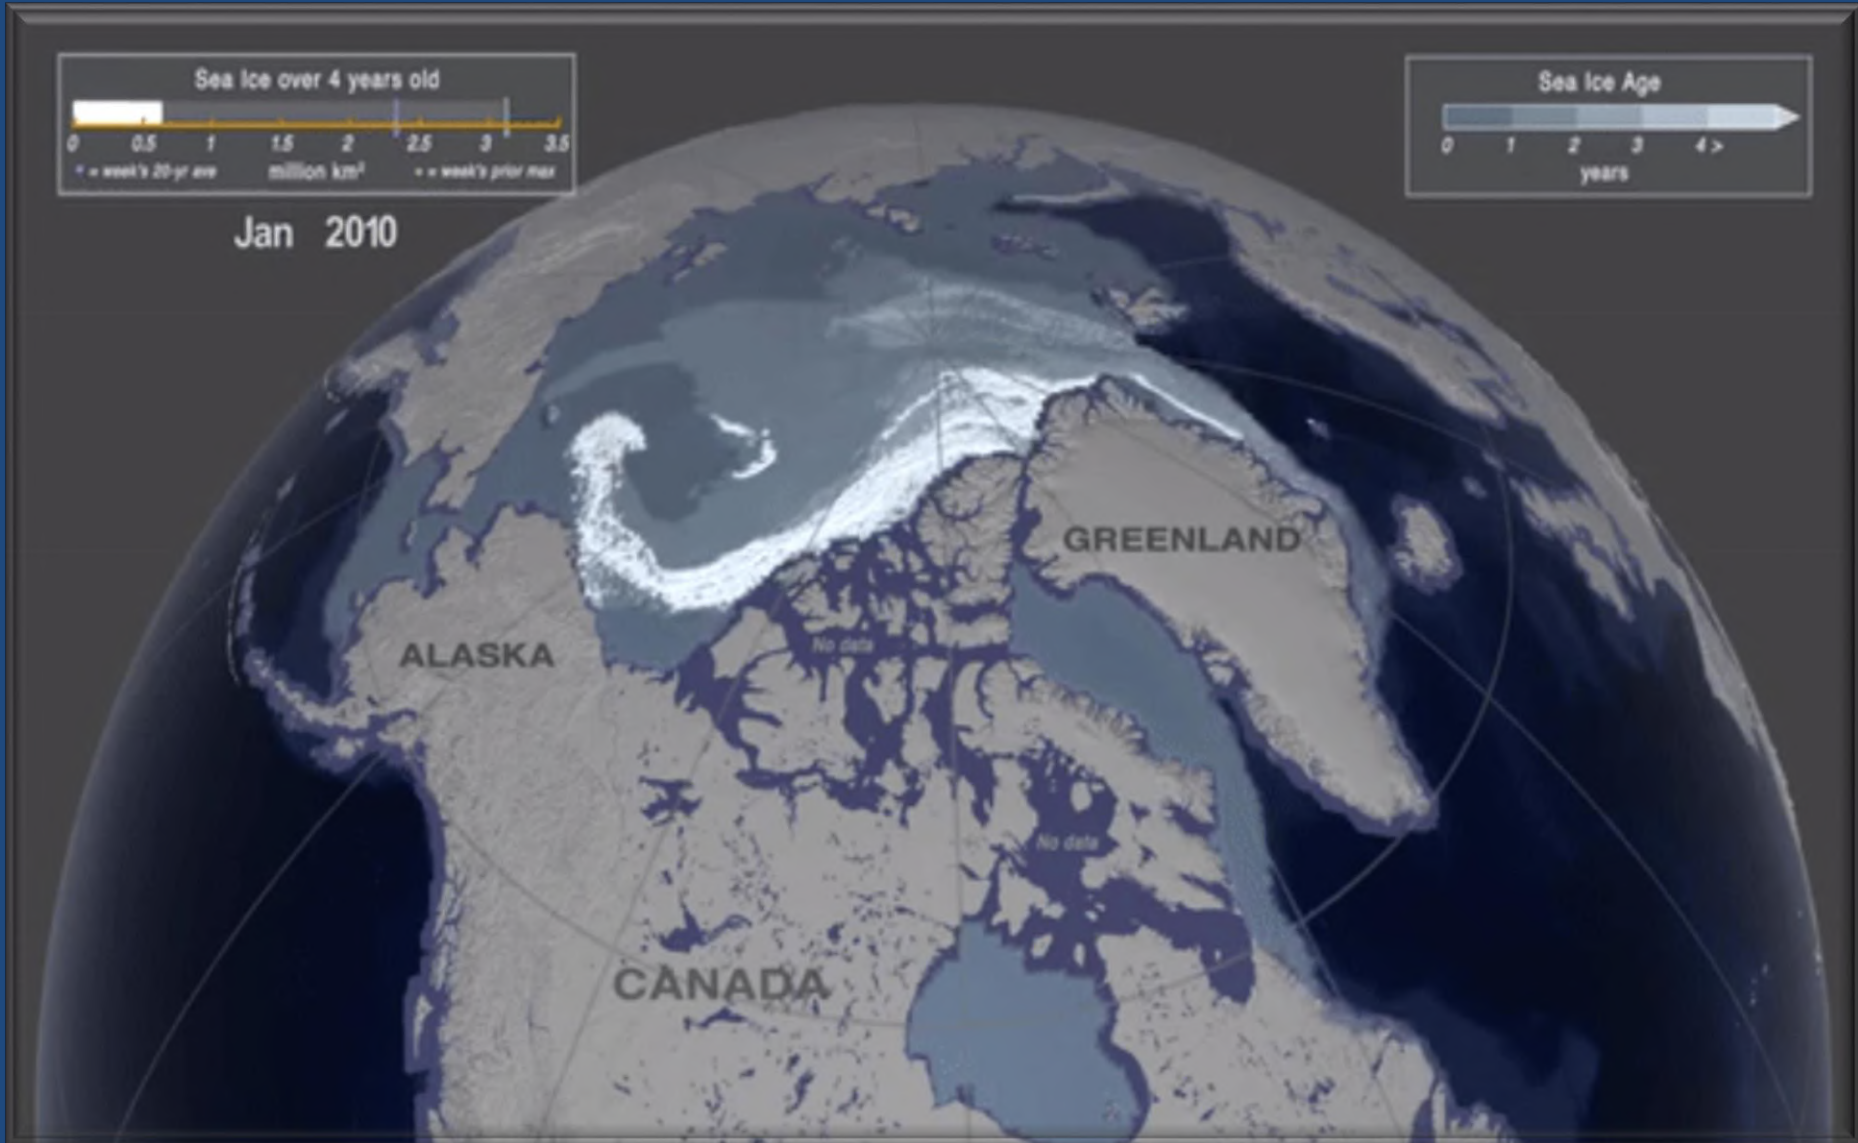 Sea Ice over 4 years old
0 0.5 1 1.5 2 2.5 3 3.5
* = week's 20-yr ave million km² * = week's prior max
Jan 2010
Sea Ice Age
0 1 2 3 4 >
years
GREENLAND
ALASKA
No data
No data
CANADA